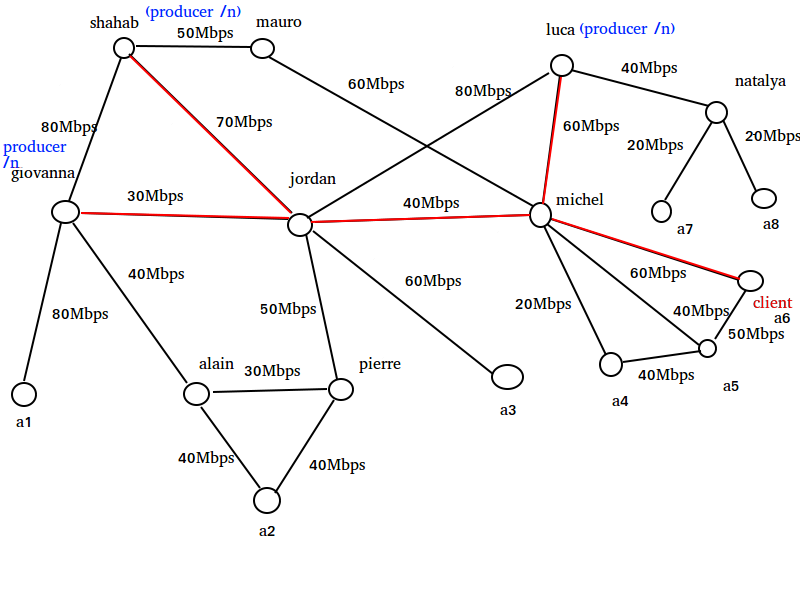 (producer /n)
shahab
mauro
50Mbps
luca (producer /n)
40Mbps
natalya
60Mbps
80Mbps
80Mbps
70Mbps
60Mbps
20Mbps
20Mbps
producer
/n
giovanna
jordan
30Mbps
40Mbps
michel
a7
a8
40Mbps
60Mbps
60Mbps
client
a6
80Mbps
50Mbps
20Mbps
40Mbps
50Mbps
alain
30Mbps
pierre
40Mbps
a5
a1
a3
a4
40Mbps
40Mbps
a2